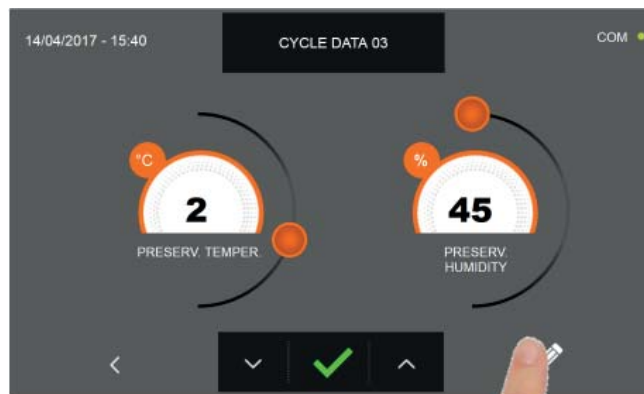 14/04/2017 - 15:40
CYCLE DATA 03
COM
°C
2
PRESERV. TEMPER.
%
45
PRESERV.
HUMIDITY